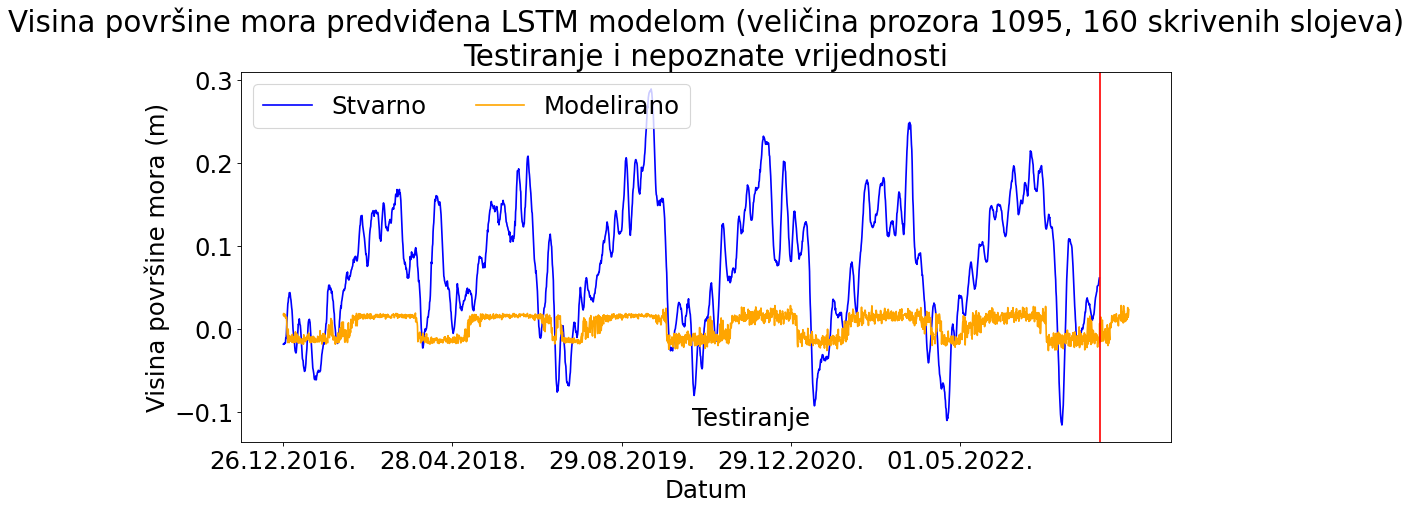 Visina površine mora predviđena LSTM modelom (veličina prozora 1095, 160 skrivenih slojeva)
Testiranje i nepoznate vrijednosti
Stvarno
Modelirano
Visina površine mora (m)
0.3
0.2
0.1
0.0
−0.1
Testiranje
26.12.2016.
28.04.2018.
29.08.2019.
29.12.2020.
01.05.2022.
Datum